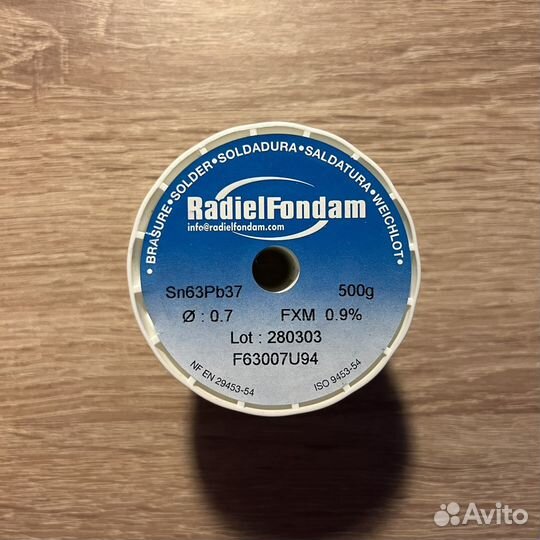 • BRASURE • SOLDER • SOLDADURA • SALDATURA • WEICHLOT •
RadielFondam
info@radielfondam.com
Sn63Pb37 500g
Ø : 0.7 FXM 0.9%
Lot : 280303
F63007U94
NF EN 29453-54 ISO 9453-54
Avito